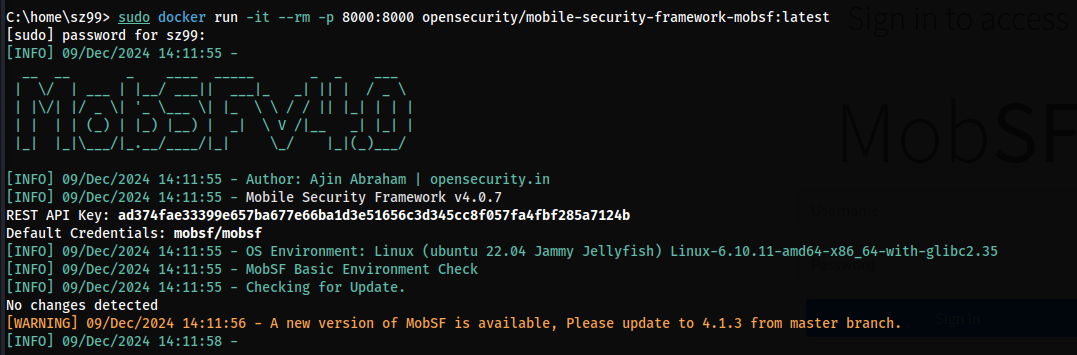 C:\home\sz99> sudo docker run -it --rm -p 8000:8000 opensecurity/mobile-security-framework-mobsf:latest
Sign in to access
[sudo] password for sz99:
[INFO] 09/Dec/2024 14:11:55 -
MobSF v4.0
MobSF
[INFO] 09/Dec/2024 14:11:55 - Author: Ajin Abraham | opensecurity.in
[INFO] 09/Dec/2024 14:11:55 - Mobile Security Framework v4.0.7
REST API Key: ad374fae33399e657ba677e66ba1d3e51656c3d345cc8f057fa4fbf285a7124b
Username
Default Credentials: mobsf/mobsf
[INFO] 09/Dec/2024 14:11:55 - OS Environment: Linux (ubuntu 22.04 Jammy Jellyfish) Linux-6.10.11-amd64-x86_64-with-glibc2.35
[INFO] 09/Dec/2024 14:11:55 - MobSF Basic Environment Check
[INFO] 09/Dec/2024 14:11:55 - Checking for Update.
No changes detected
[WARNING] 09/Dec/2024 14:11:56 - A new version of MobSF is available, Please update to 4.1.3 from master branch.
Sign in
[INFO] 09/Dec/2024 14:11:58 -